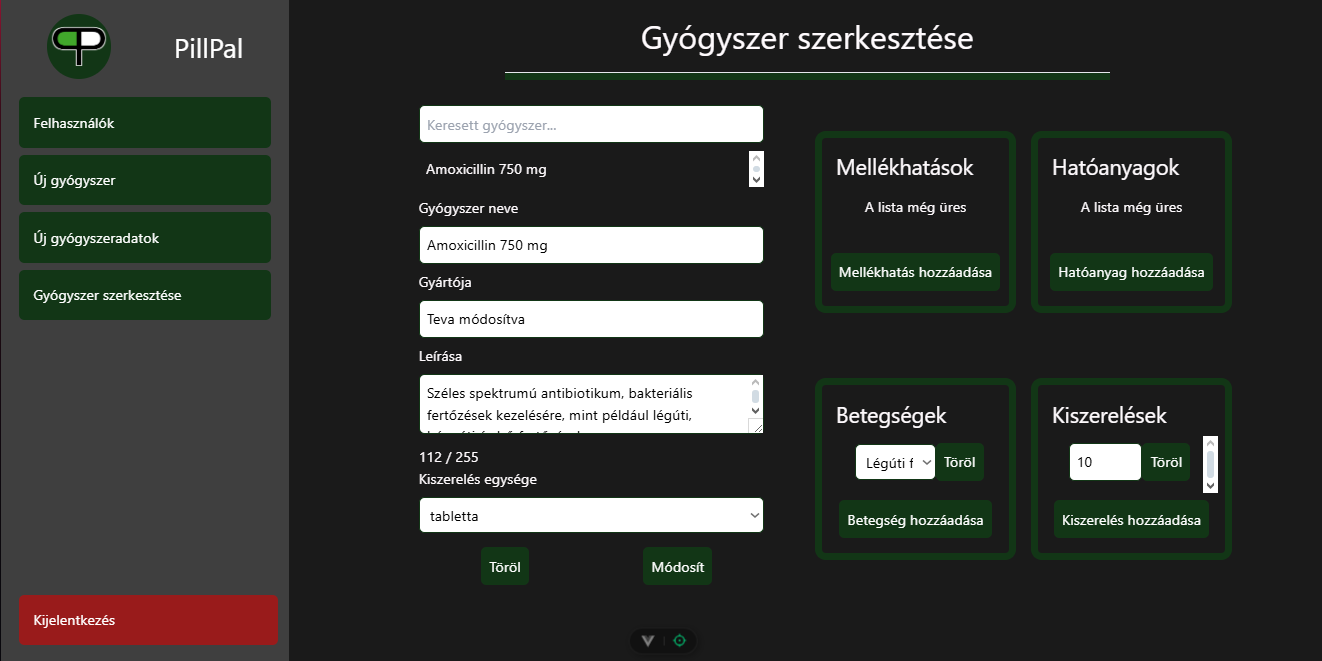 PillPal
Felhasználók
Új gyógyszer
Új gyógyszeradatok
Gyógyszer szerkesztése
Kijelentkezés
Gyógyszer szerkesztése
Keresett gyógyszer...
Amoxicillin 750 mg
Gyógyszer neve
Amoxicillin 750 mg
Gyártója
Teva módosítva
Leírása
Széles spektrumú antibiotikum, bakteriális
fertőzések kezelésére, mint például légúti,
112 / 255
Kiszerelés egysége
tabletta
Töröl
Módosít
Mellékhatások
A lista még üres
Mellékhatás hozzáadása
Hatóanyagok
A lista még üres
Hatóanyag hozzáadása
Betegségek
Légúti f
Töröl
Betegség hozzáadása
Kiszerelések
10
Töröl
Kiszerelés hozzáadása